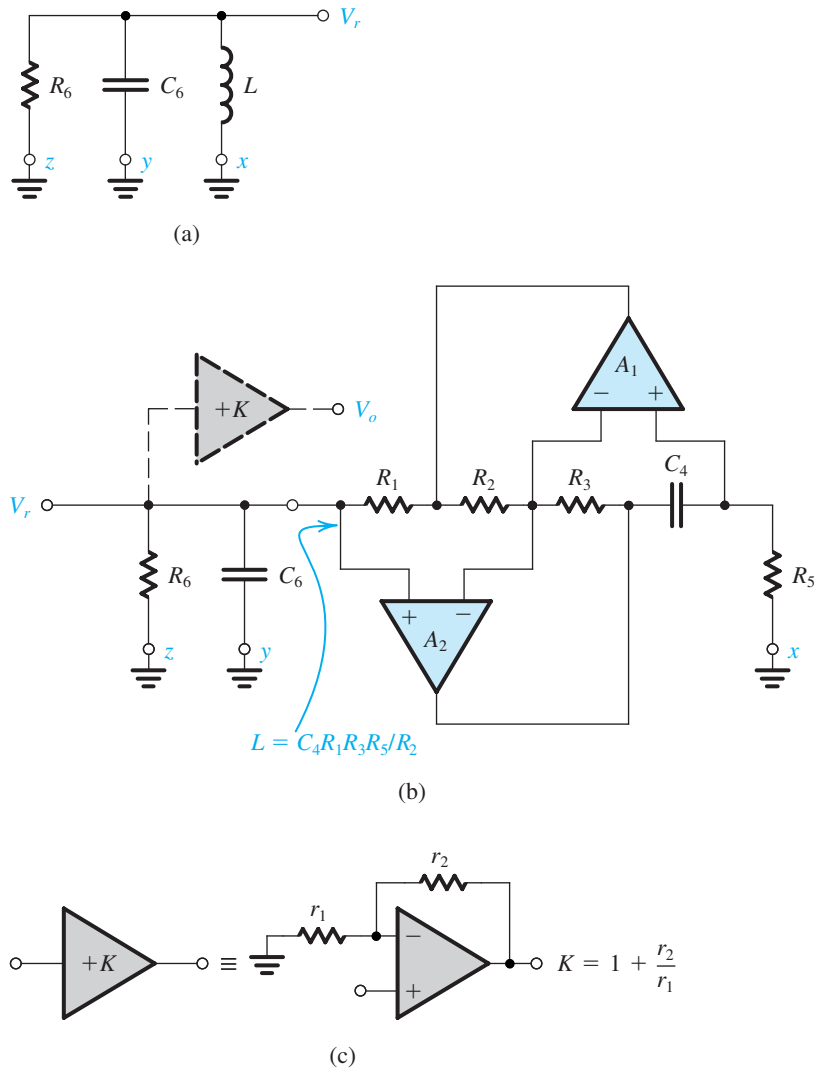 V_r
R_6
C_6
L
z
y
x
(a)
A_1
− +
+K
V_o
R_1
R_2
R_3
C_4
V_r
R_6
C_6
R_5
+ −
A_2
z
y
x
L = C_4R_1R_3R_5/R_2
(b)
r_2
r_1
−
+K
≡
K = 1 + r_2/r_1
+
(c)